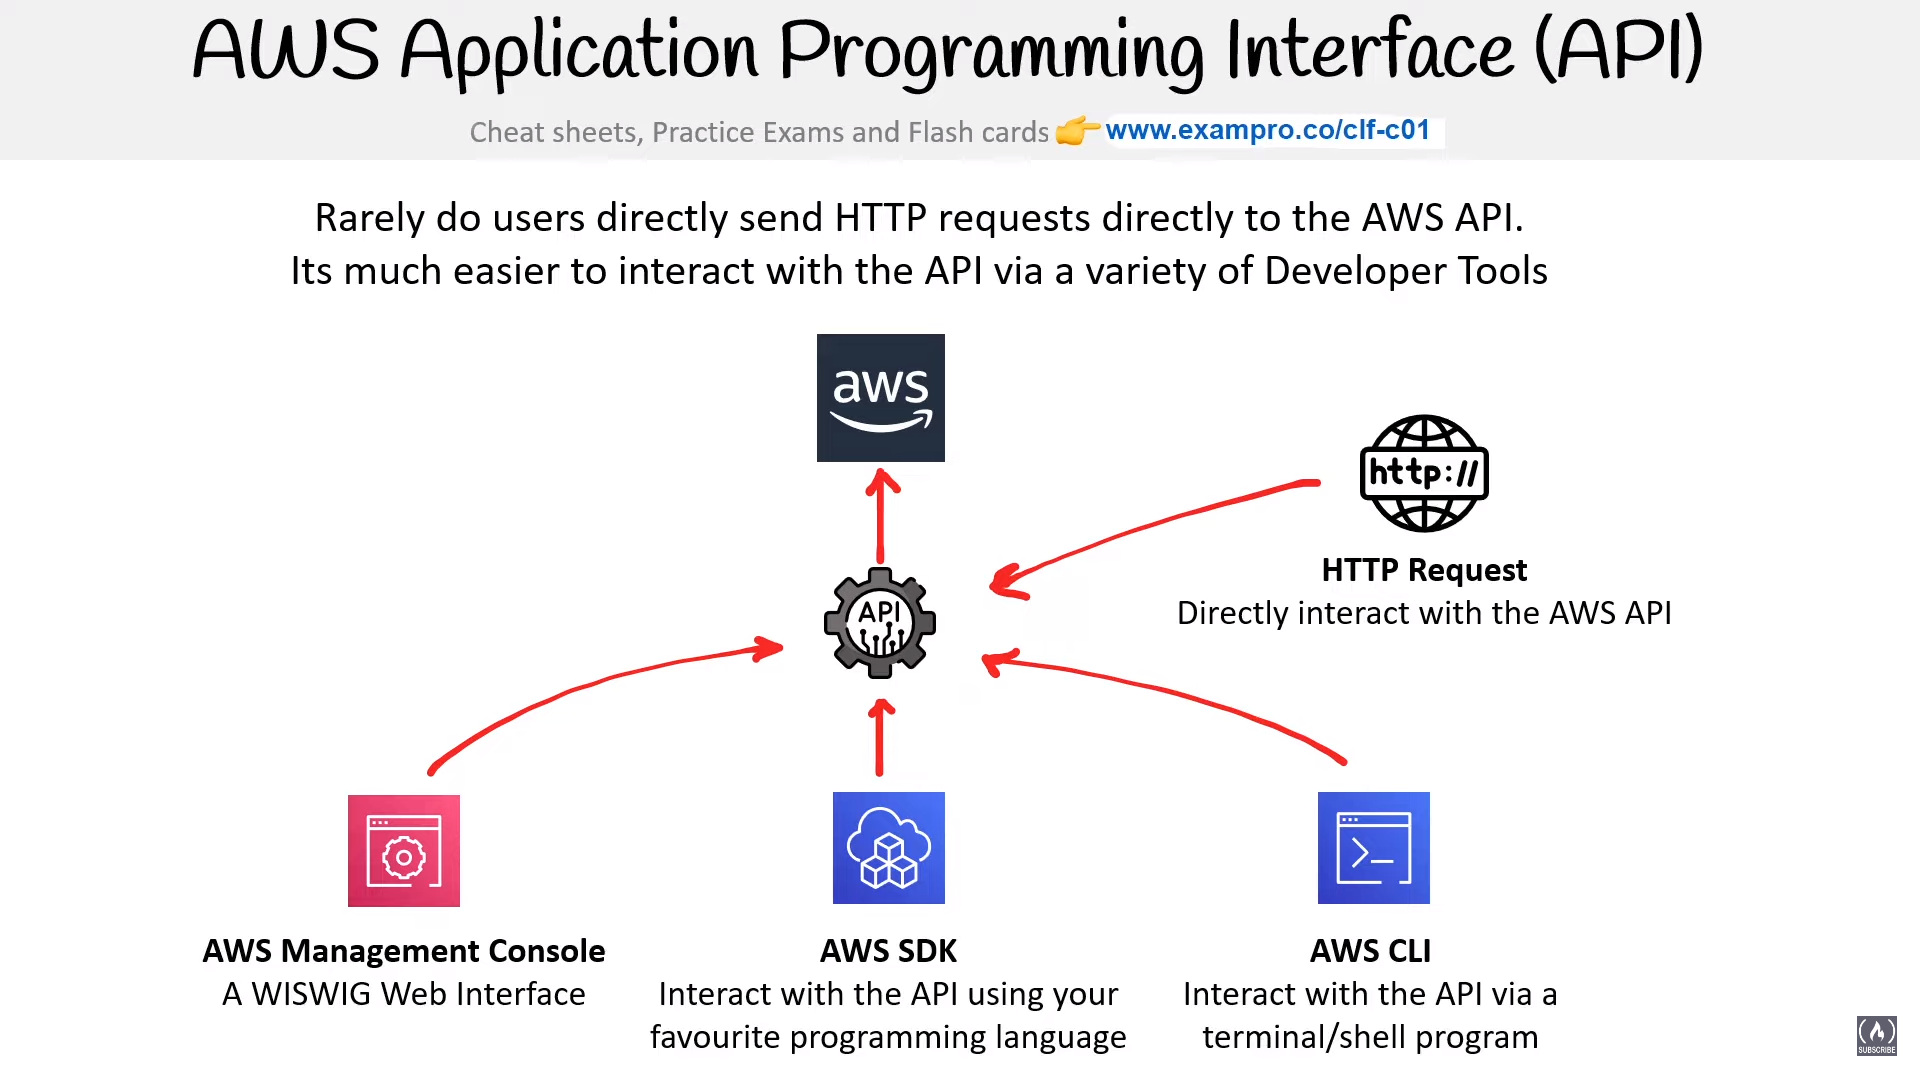 AWS Application Programming Interface (API)
Cheat sheets, Practice Exams and Flash cards 👉 www.exampro.co/clf-c01
Rarely do users directly send HTTP requests directly to the AWS API.
Its much easier to interact with the API via a variety of Developer Tools
aws
http://
HTTP Request
Directly interact with the AWS API
API
AWS Management Console
A WISWIG Web Interface
AWS SDK
Interact with the API using your
favourite programming language
AWS CLI
Interact with the API via a
terminal/shell program
SUBSCRIBE